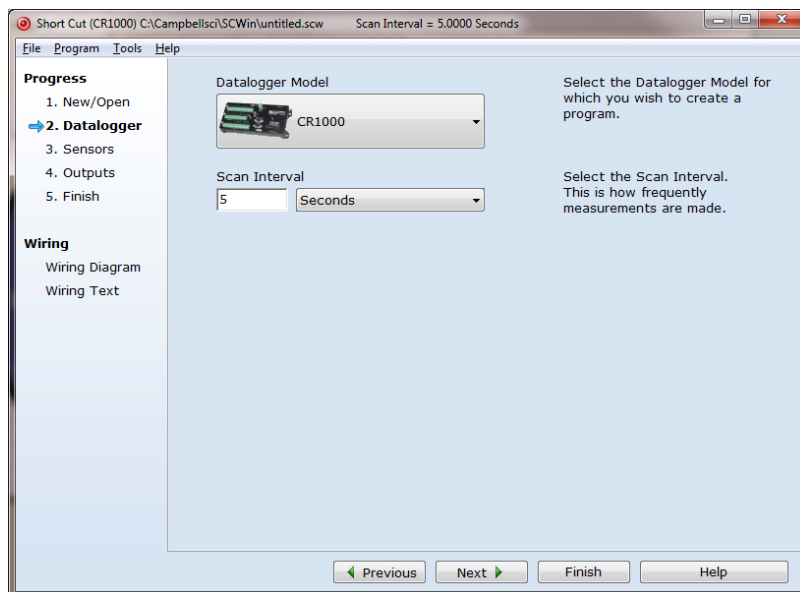 Short Cut (CR1000) C:\Campbellsci\SCWin\untitled.scw Scan Interval = 5.0000 Seconds
File Program Tools Help
Progress
1. New/Open
2. Datalogger
3. Sensors
4. Outputs
5. Finish
Wiring
Wiring Diagram
Wiring Text
Datalogger Model
CR1000
Scan Interval
5 Seconds
Select the Datalogger Model for
which you wish to create a
program.
Select the Scan Interval.
This is how frequently
measurements are made.
Previous Next Finish Help